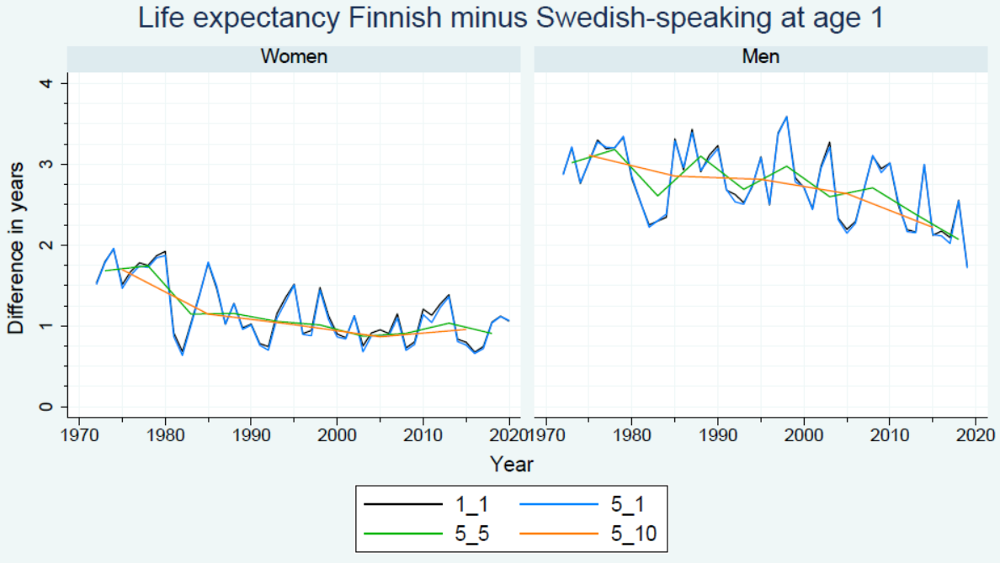 Life expectancy Finnish minus Swedish-speaking at age 1
Women
Men
Difference in years
4
3
2
1
0
1970 1980 1990 2000 2010 2020
1970 1980 1990 2000 2010 2020
Year
1_1 5_1
5_5 5_10